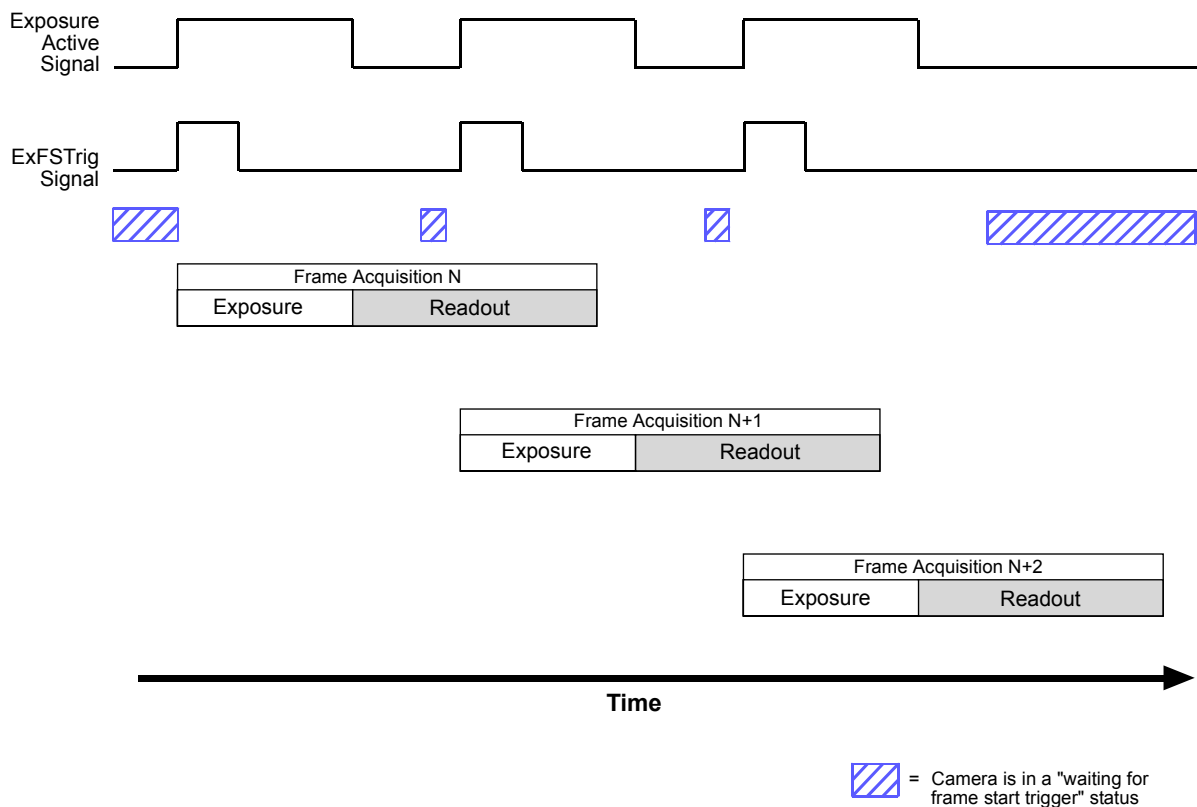 Exposure
Active
Signal
ExFSTrig
Signal
Frame Acquisition N
Exposure Readout
Frame Acquisition N+1
Exposure Readout
Frame Acquisition N+2
Exposure Readout
Time
= Camera is in a "waiting for
frame start trigger" status